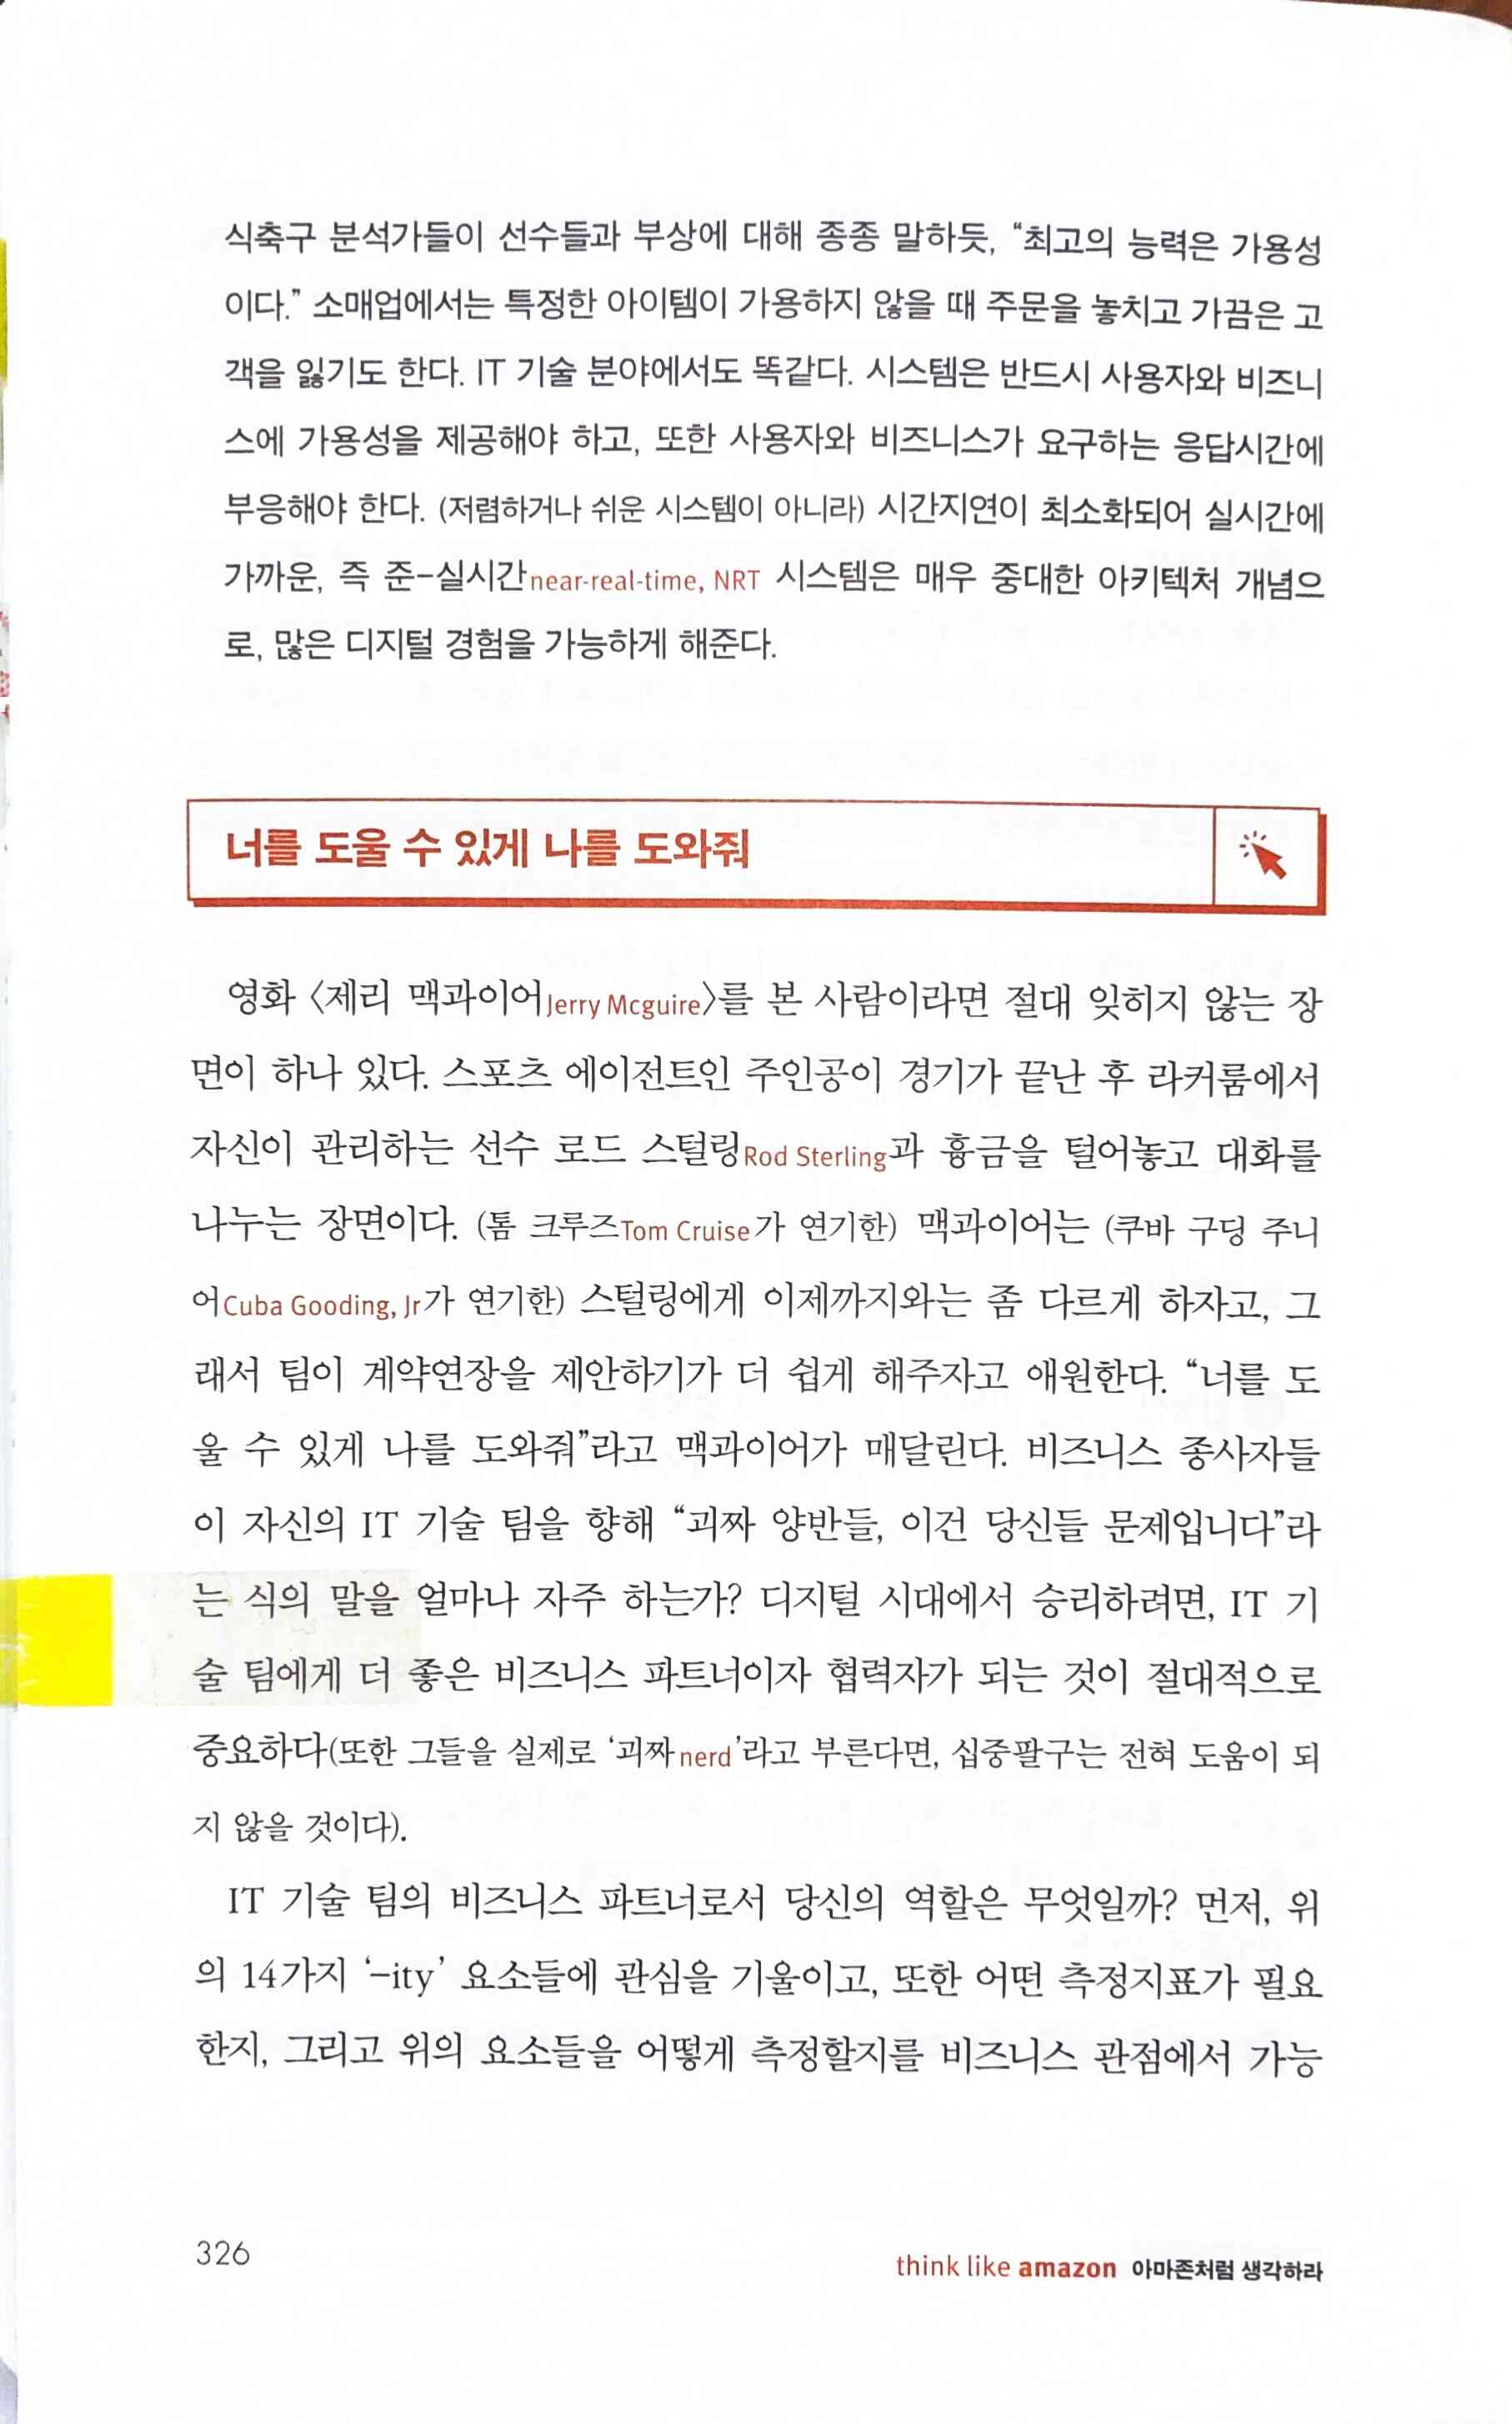 식축구 분석가들이 선수들과 부상에 대해 종종 말하듯, “최고의 능력은 가용성
이다.” 소매업에서는 특정한 아이템이 가용하지 않을 때 주문을 놓치고 가끔은 고
객을 잃기도 한다. IT 기술 분야에서도 똑같다. 시스템은 반드시 사용자와 비즈니
스에 가용성을 제공해야 하고, 또한 사용자와 비즈니스가 요구하는 응답시간에
부응해야 한다. (저렴하거나 쉬운 시스템이 아니라) 시간지연이 최소화되어 실시간에
가까운, 즉 준-실시간near-real-time, NRT 시스템은 매우 중대한 아키텍처 개념으
로, 많은 디지털 경험을 가능하게 해준다.
너를 도울 수 있게 나를 도와줘
영화 〈제리 맥과이어Jerry Mcguire〉를 본 사람이라면 절대 잊히지 않는 장
면이 하나 있다. 스포츠 에이전트인 주인공이 경기가 끝난 후 라커룸에서
자신이 관리하는 선수 로드 스털링Rod Sterling과 흉금을 털어놓고 대화를
나누는 장면이다. (톰 크루즈Tom Cruise가 연기한) 맥과이어는 (쿠바 구딩 주니
어Cuba Gooding, Jr가 연기한) 스털링에게 이제까지와는 좀 다르게 하자고, 그
래서 팀이 계약연장을 제안하기가 더 쉽게 해주자고 애원한다. “너를 도
울 수 있게 나를 도와줘”라고 맥과이어가 매달린다. 비즈니스 종사자들
이 자신의 IT 기술 팀을 향해 “괴짜 양반들, 이건 당신들 문제입니다”라
는 식의 말을 얼마나 자주 하는가? 디지털 시대에서 승리하려면, IT 기
술 팀에게 더 좋은 비즈니스 파트너이자 협력자가 되는 것이 절대적으로
중요하다(또한 그들을 실제로 ‘괴짜nerd’라고 부른다면, 십중팔구는 전혀 도움이 되
지 않을 것이다).
IT 기술 팀의 비즈니스 파트너로서 당신의 역할은 무엇일까? 먼저, 위
의 14가지 ‘-ity’ 요소들에 관심을 기울이고, 또한 어떤 측정지표가 필요
한지, 그리고 위의 요소들을 어떻게 측정할지를 비즈니스 관점에서 가능
326
think like amazon 아마존처럼 생각하라